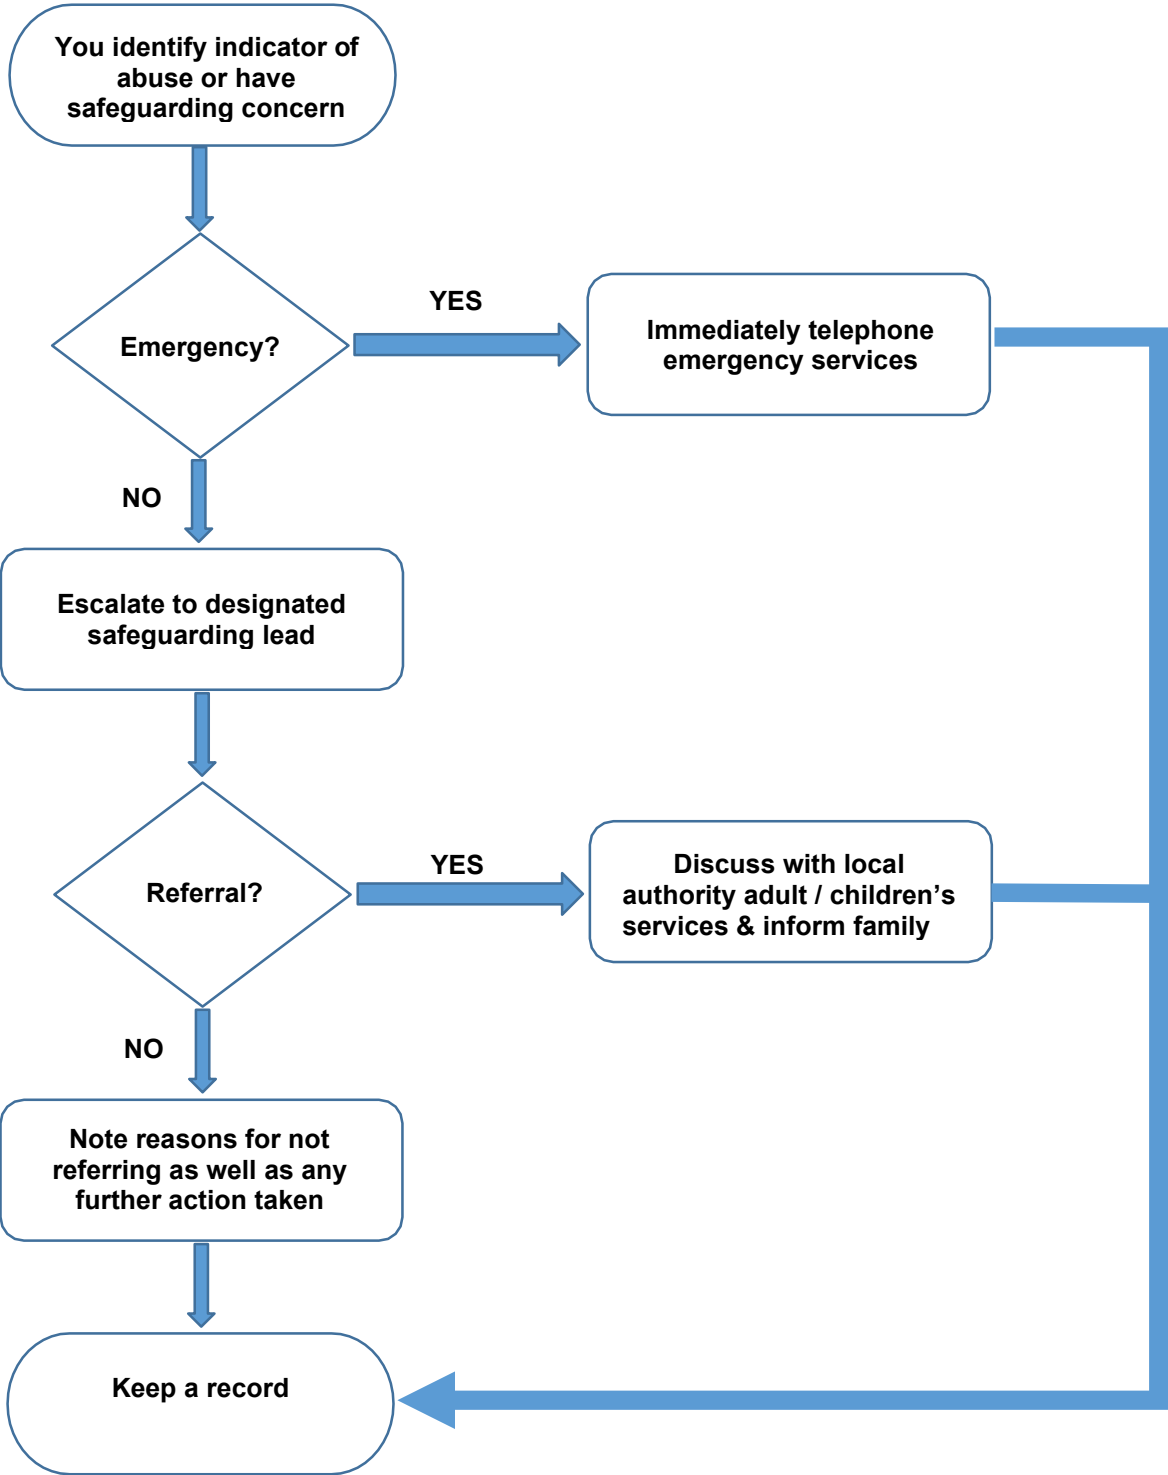 You identify indicator of
abuse or have
safeguarding concern
YES
Emergency?
Immediately telephone
emergency services
NO
Escalate to designated
safeguarding lead
YES
Referral?
Discuss with local
authority adult / children’s
services & inform family
NO
Note reasons for not
referring as well as any
further action taken
Keep a record